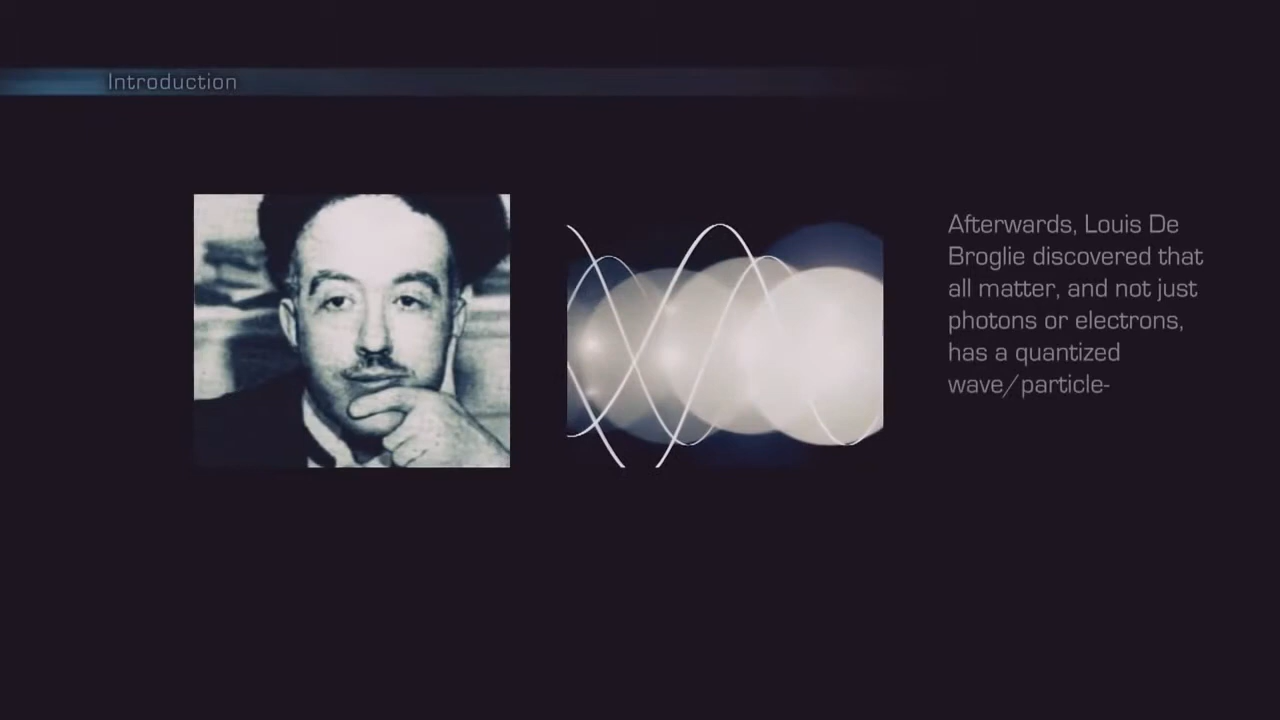 Introduction
Afterwards, Louis De
Broglie discovered that
all matter, and not just
photons or electrons,
has a quantized
wave/particle-